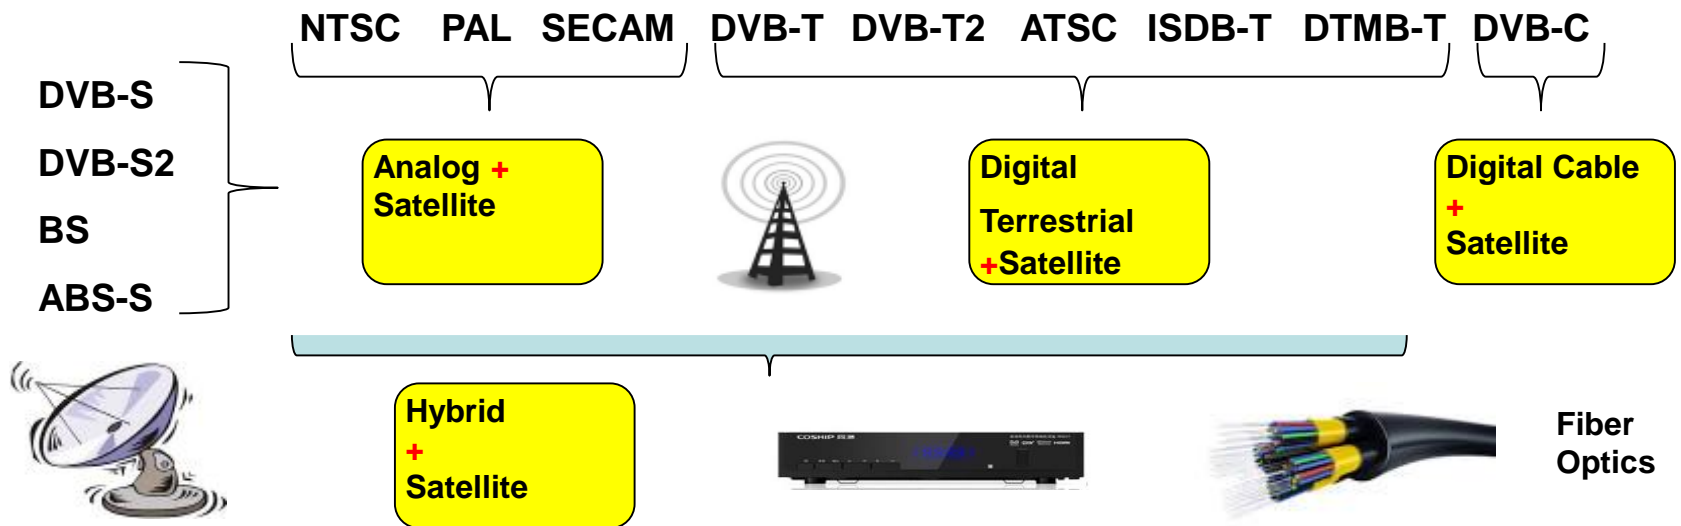 NTSC PAL SECAM DVB-T DVB-T2 ATSC ISDB-T DTMB-T DVB-C
DVB-S
DVB-S2
BS
ABS-S
Analog +
Satellite
Digital
Terrestrial
+Satellite
Digital Cable
+
Satellite
Hybrid
+
Satellite
COSHIP
Fiber
Optics